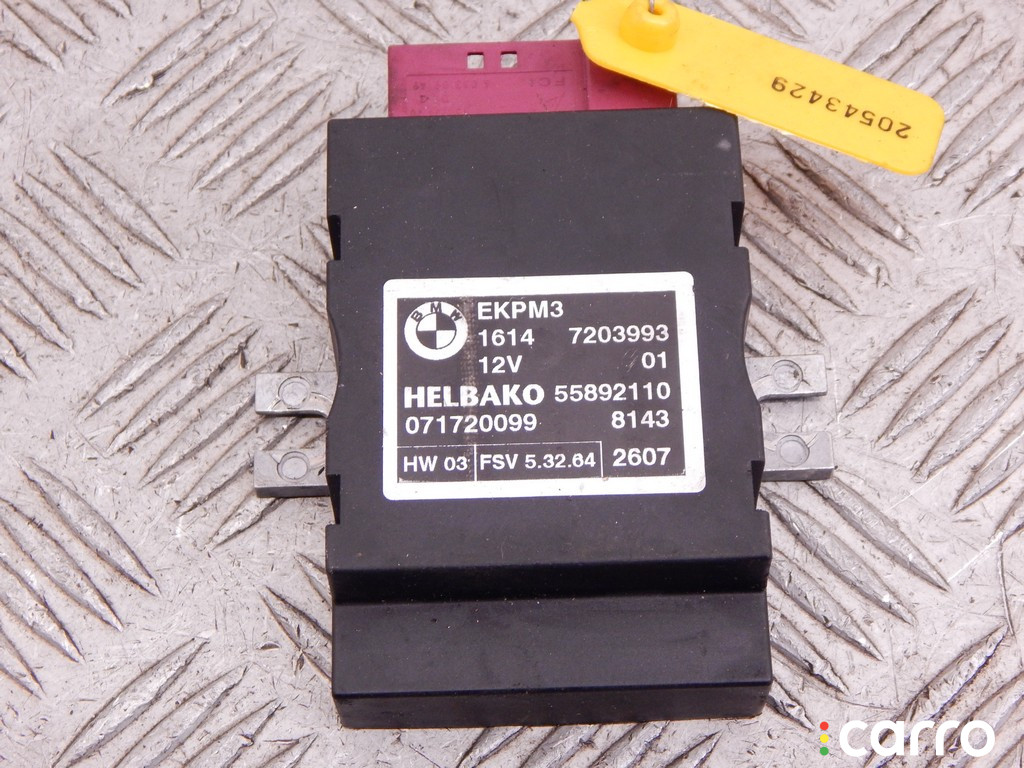 20543429
BMW
EKPM3
1614 7203993
12V 01
HELBAKO 55892110
071720099 8143
HW 03 FSV 5.32.64 2607
carro